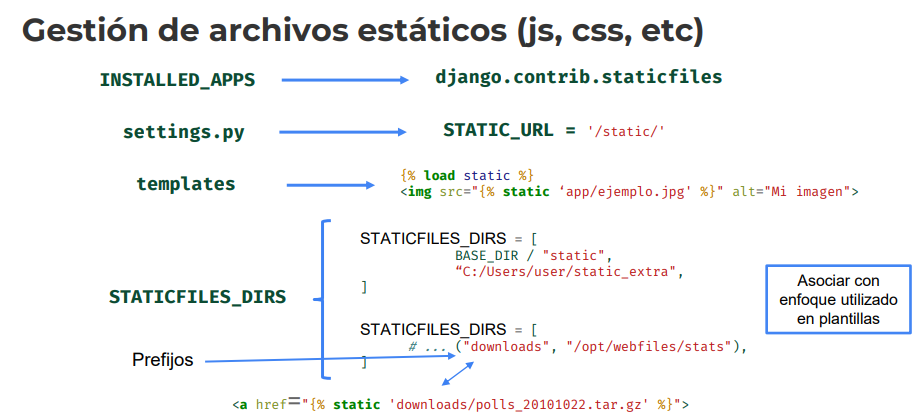 Gestión de archivos estáticos (js, css, etc)
INSTALLED_APPS
django.contrib.staticfiles
settings.py
STATIC_URL = '/static/'
templates
{% load static %}
<img src="{% static ‘app/ejemplo.jpg' %}" alt="Mi imagen">
STATICFILES_DIRS
STATICFILES_DIRS = [
BASE_DIR / "static",
“C:/Users/user/static_extra",
]
STATICFILES_DIRS = [
# ... ("downloads", "/opt/webfiles/stats"),
]
Prefijos
<a href="{% static 'downloads/polls_20101022.tar.gz' %}">
Asociar con
enfoque utilizado
en plantillas